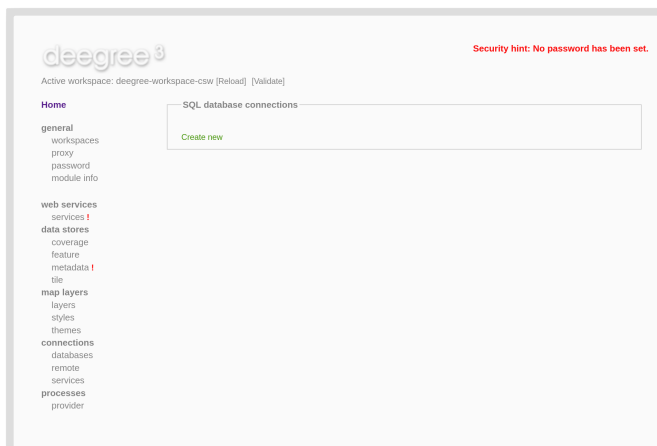 deegree 3
Security hint: No password has been set.
Active workspace: deegree-workspace-csw [Reload] [Validate]
Home
SQL database connections
Create new
general
workspaces
proxy
password
module info
web services
services !
data stores
coverage
feature
metadata !
tile
map layers
layers
styles
themes
connections
databases
remote
services
processes
provider